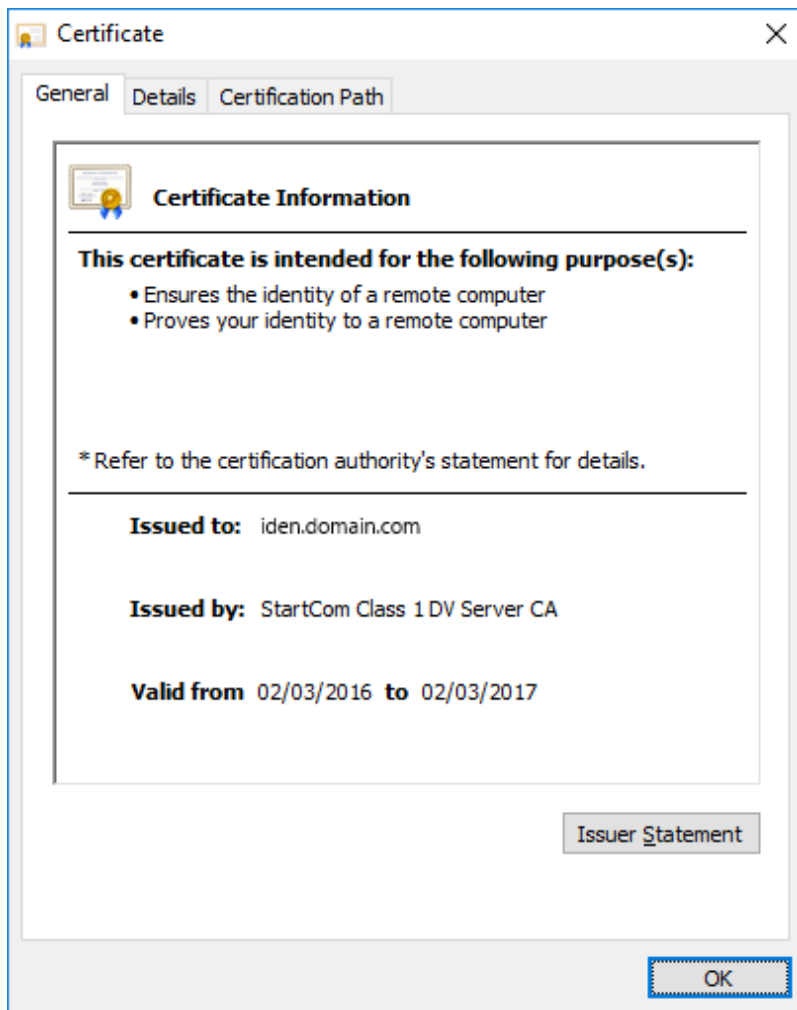 Certificate
General Details Certification Path
Certificate Information
This certificate is intended for the following purpose(s):
• Ensures the identity of a remote computer
• Proves your identity to a remote computer
* Refer to the certification authority's statement for details.
Issued to: iden.domain.com
Issued by: StartCom Class 1 DV Server CA
Valid from 02/03/2016 to 02/03/2017
Issuer Statement
OK